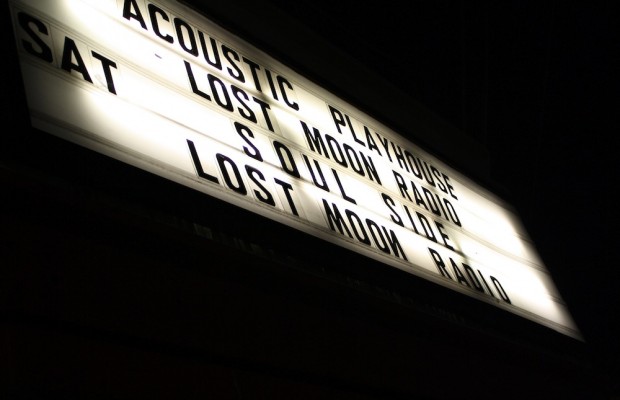 ACOUSTIC PLAYHOUSE
SAT LOST MOON RADIO
SOUL SIDE
LOST MOON RADIO